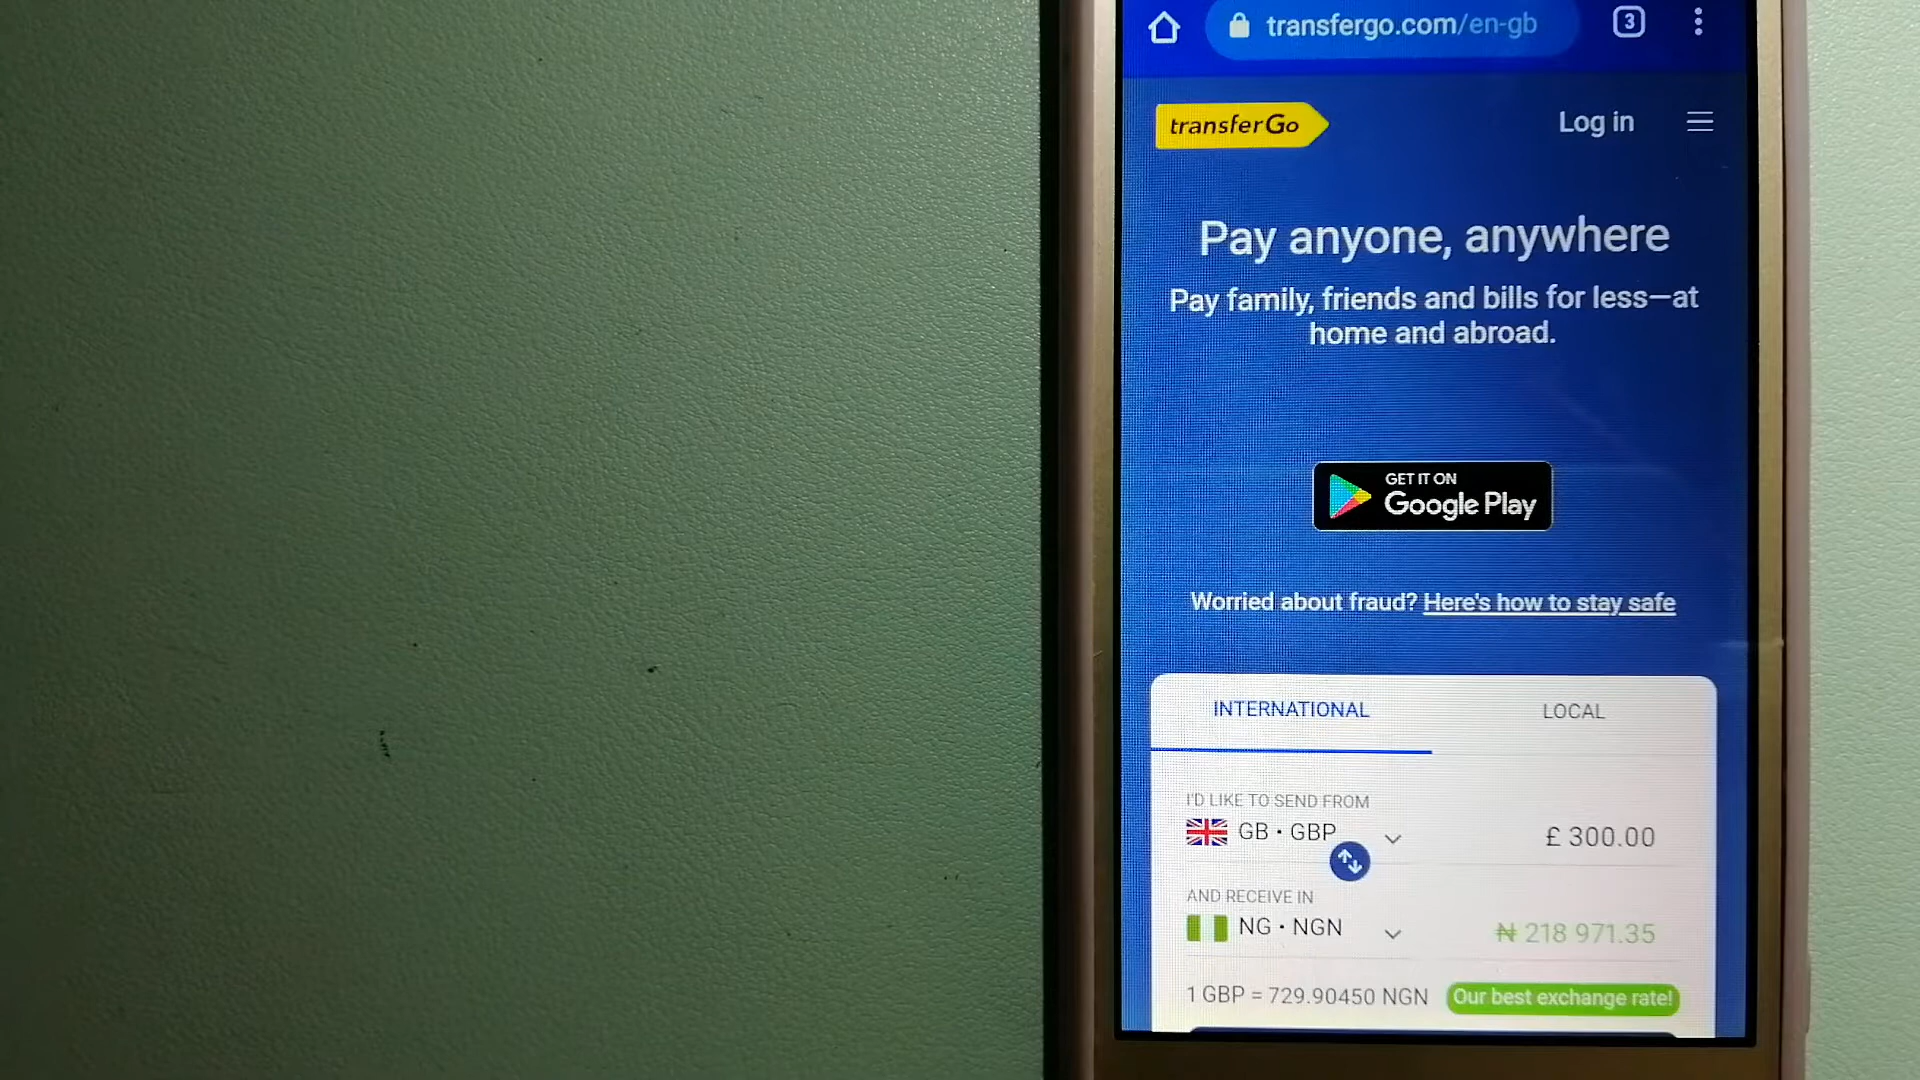 transfergo.com/en-gb
3
transferGo
Log in
Pay anyone, anywhere
Pay family, friends and bills for less—at
home and abroad.
GET IT ON
Google Play
Worried about fraud? Here's how to stay safe
INTERNATIONAL
LOCAL
I'D LIKE TO SEND FROM
GB • GBP
£ 300.00
AND RECEIVE IN
NG • NGN
₦ 218 971.35
1 GBP = 729.90450 NGN
Our best exchange rate!